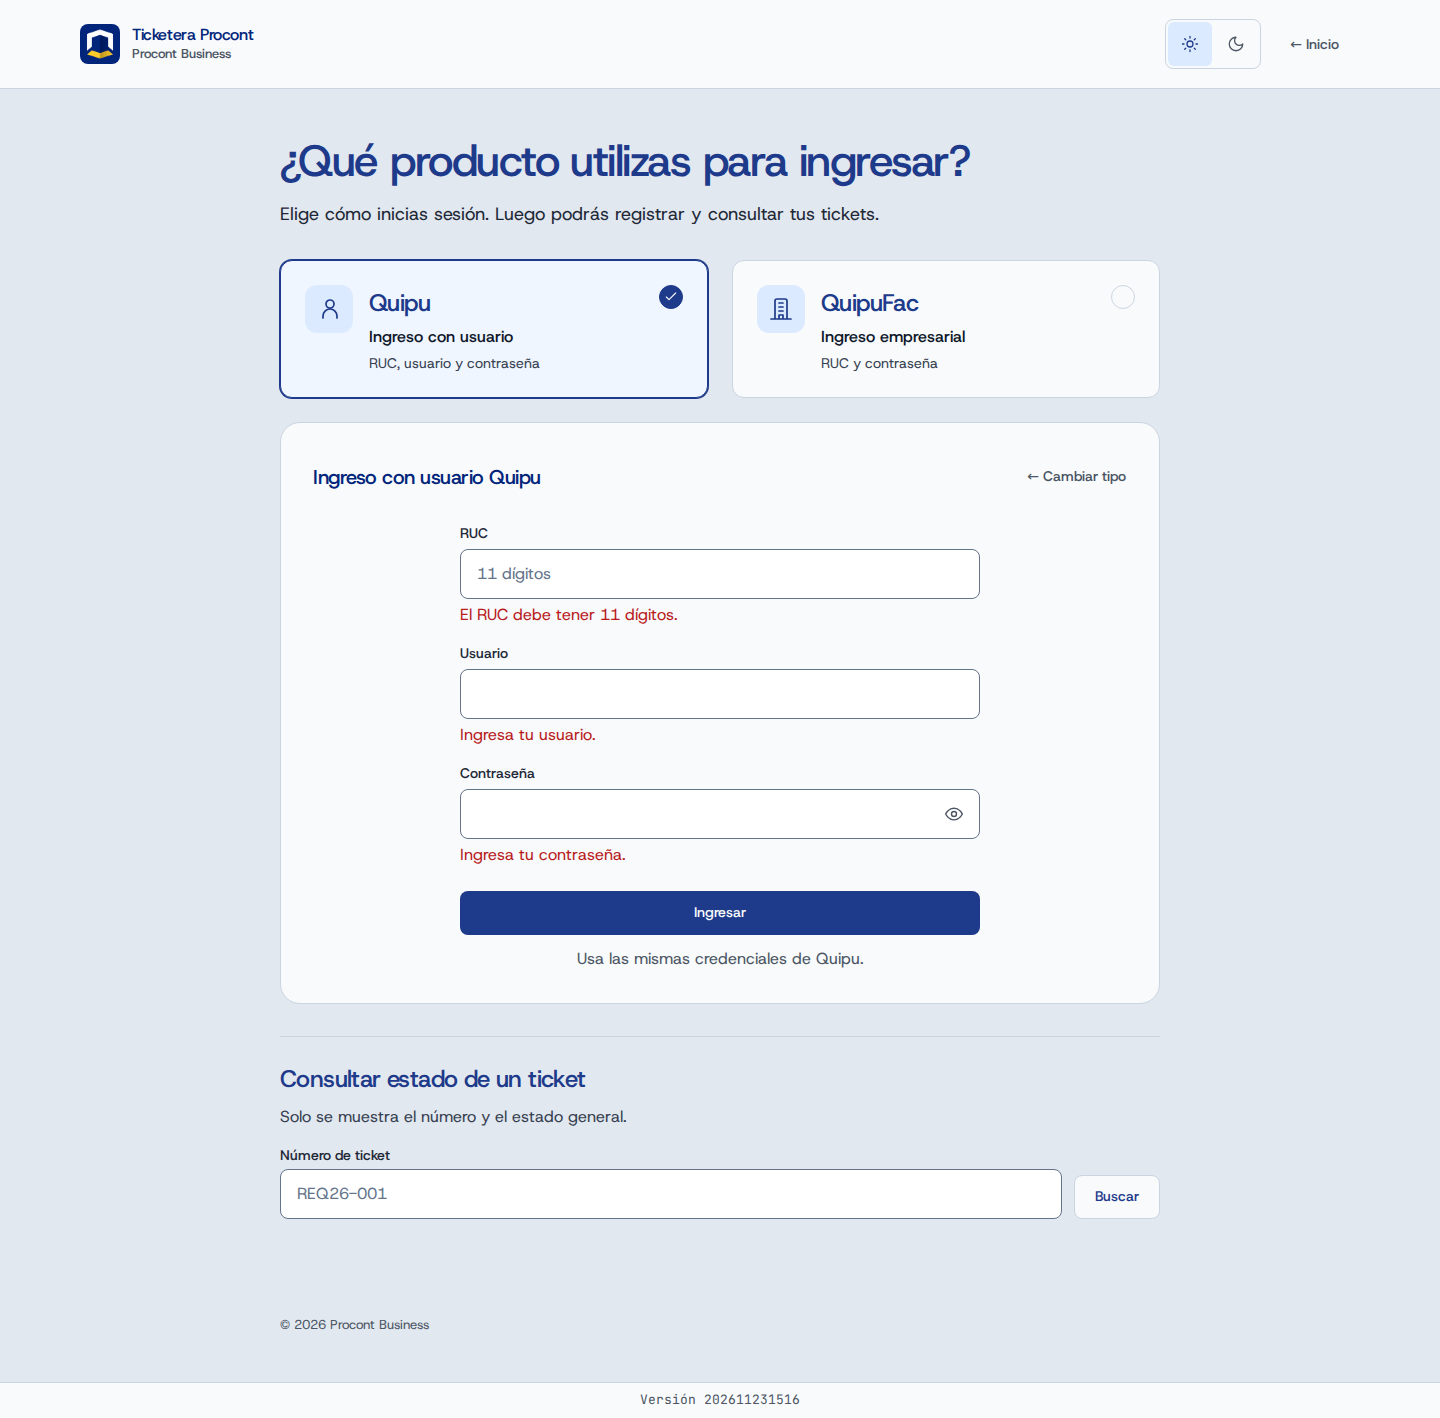 Ticketera Procont
Procont Business
← Inicio
¿Qué producto utilizas para ingresar?
Elige cómo inicias sesión. Luego podrás registrar y consultar tus tickets.
Quipu
Ingreso con usuario
RUC, usuario y contraseña
QuipuFac
Ingreso empresarial
RUC y contraseña
Ingreso con usuario Quipu
← Cambiar tipo
RUC
11 dígitos
El RUC debe tener 11 dígitos.
Usuario
Ingresa tu usuario.
Contraseña
Ingresa tu contraseña.
Ingresar
Usa las mismas credenciales de Quipu.
Consultar estado de un ticket
Solo se muestra el número y el estado general.
Número de ticket
REQ26-001
Buscar
© 2026 Procont Business
Versión 202611231516